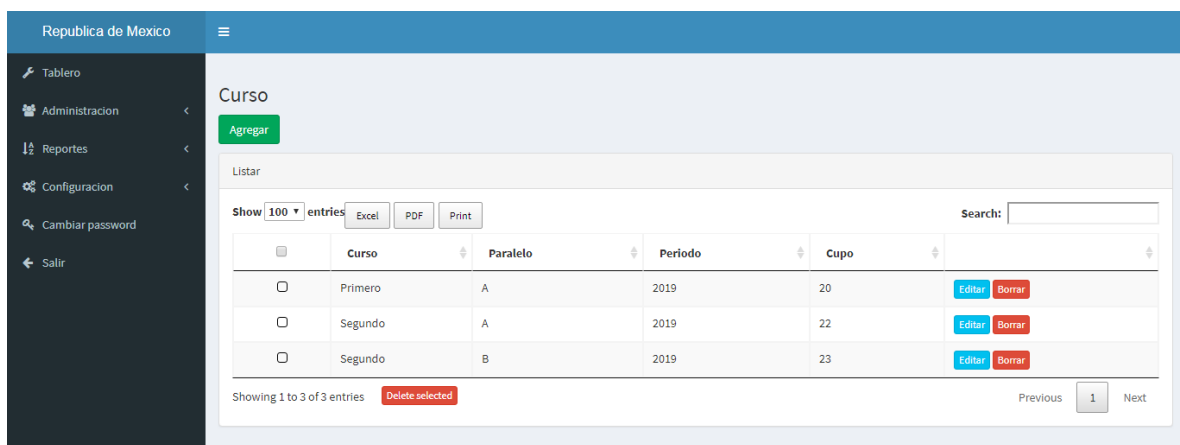 Republica de Mexico
Tablero
Administracion
Reportes
Configuracion
Cambiar password
Salir
Curso
Agregar
Listar
Show 100 entries Excel PDF Print Search:
Curso Paralelo Periodo Cupo
Primero A 2019 20 Editar Borrar
Segundo A 2019 22 Editar Borrar
Segundo B 2019 23 Editar Borrar
Showing 1 to 3 of 3 entries Delete selected Previous 1 Next